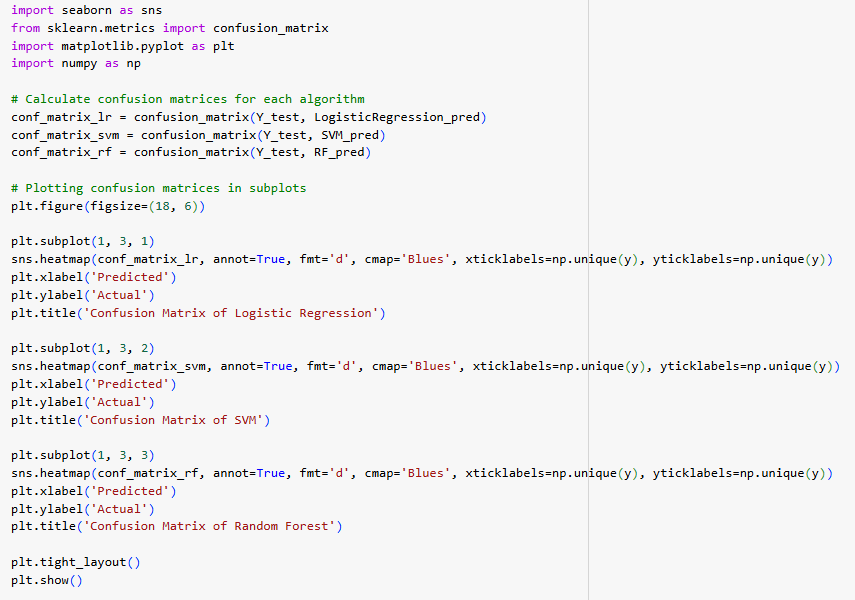 import seaborn as sns
from sklearn.metrics import confusion_matrix
import matplotlib.pyplot as plt
import numpy as np
# Calculate confusion matrices for each algorithm
conf_matrix_lr = confusion_matrix(Y_test, LogisticRegression_pred)
conf_matrix_svm = confusion_matrix(Y_test, SVM_pred)
conf_matrix_rf = confusion_matrix(Y_test, RF_pred)
# Plotting confusion matrices in subplots
plt.figure(figsize=(18, 6))
plt.subplot(1, 3, 1)
sns.heatmap(conf_matrix_lr, annot=True, fmt='d', cmap='Blues', xticklabels=np.unique(y), yticklabels=np.unique(y))
plt.xlabel('Predicted')
plt.ylabel('Actual')
plt.title('Confusion Matrix of Logistic Regression')
plt.subplot(1, 3, 2)
sns.heatmap(conf_matrix_svm, annot=True, fmt='d', cmap='Blues', xticklabels=np.unique(y), yticklabels=np.unique(y))
plt.xlabel('Predicted')
plt.ylabel('Actual')
plt.title('Confusion Matrix of SVM')
plt.subplot(1, 3, 3)
sns.heatmap(conf_matrix_rf, annot=True, fmt='d', cmap='Blues', xticklabels=np.unique(y), yticklabels=np.unique(y))
plt.xlabel('Predicted')
plt.ylabel('Actual')
plt.title('Confusion Matrix of Random Forest')
plt.tight_layout()
plt.show()